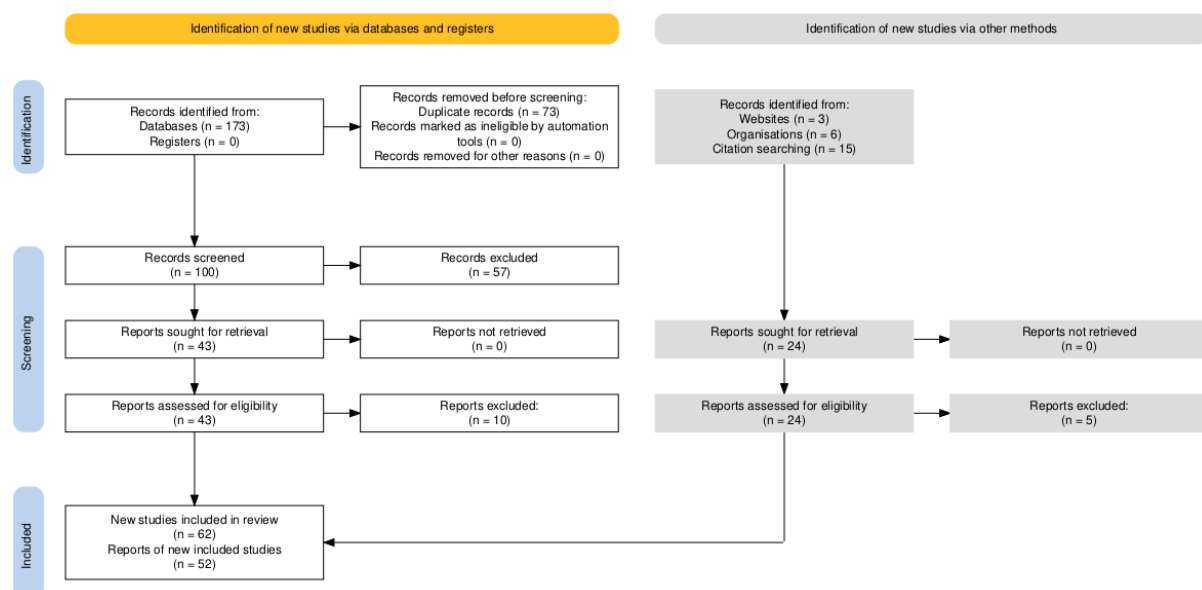 Identification of new studies via databases and registers
Identification of new studies via other methods
Identification
Records identified from:
Databases (n = 173)
Registers (n = 0)
Records removed before screening:
Duplicate records (n = 73)
Records marked as ineligible by automation
tools (n = 0)
Records removed for other reasons (n = 0)
Records identified from:
Websites (n = 3)
Organisations (n = 6)
Citation searching (n = 15)
Screening
Records screened
(n = 100)
Records excluded
(n = 57)
Reports sought for retrieval
(n = 43)
Reports not retrieved
(n = 0)
Reports sought for retrieval
(n = 24)
Reports not retrieved
(n = 0)
Reports assessed for eligibility
(n = 43)
Reports excluded:
(n = 10)
Reports assessed for eligibility
(n = 24)
Reports excluded:
(n = 5)
Included
New studies included in review
(n = 62)
Reports of new included studies
(n = 52)